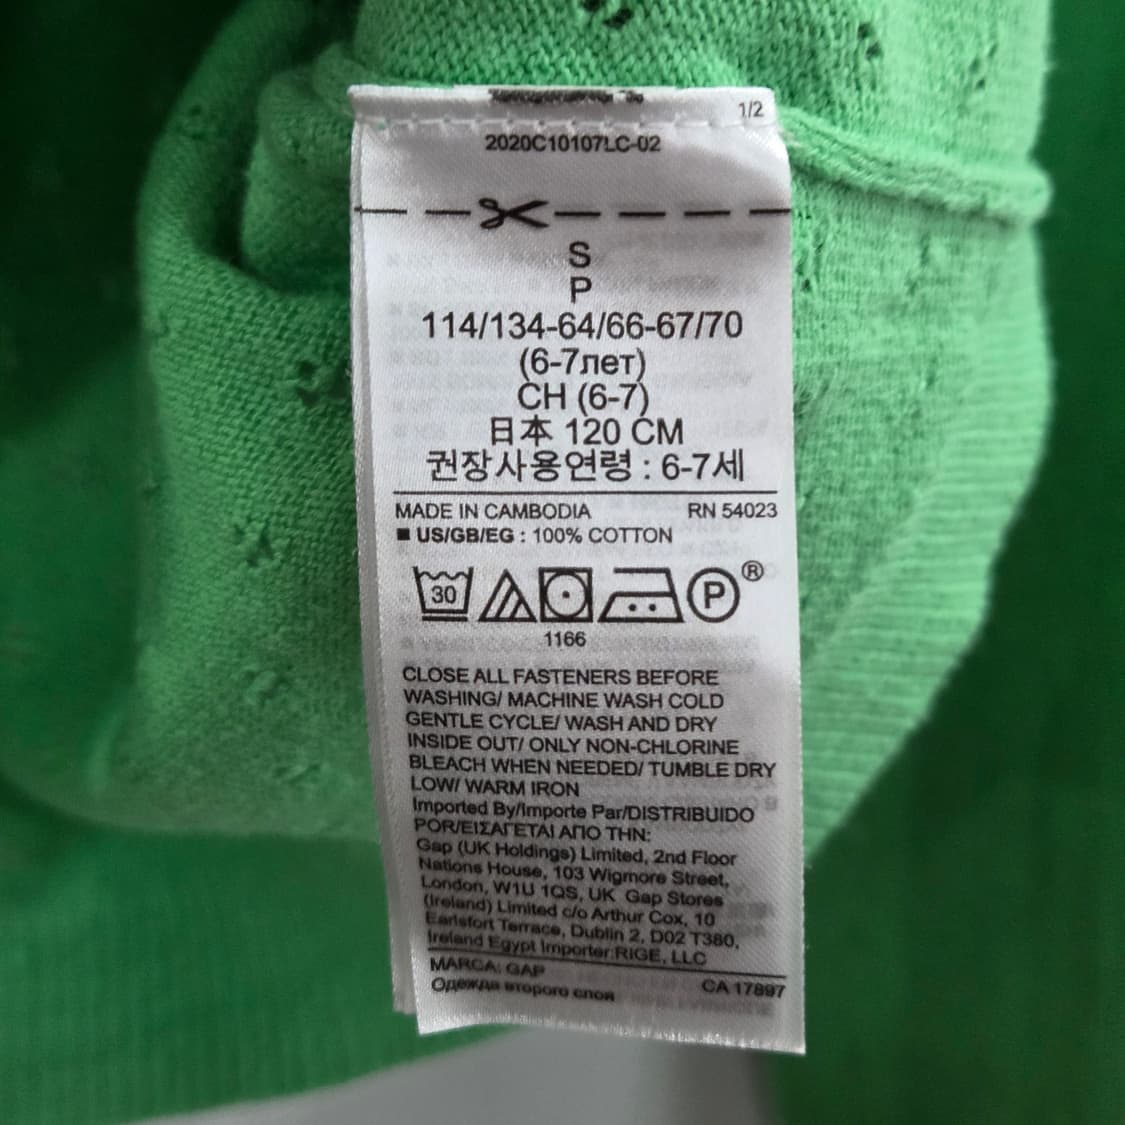 1/2
2020C10107LC-02
S
P
114/134-64/66-67/70
(6-7лет)
CH (6-7)
日本 120 CM
권장사용연령 : 6-7세
MADE IN CAMBODIA RN 54023
■ US/GB/EG : 100% COTTON
30 P ®
1166
CLOSE ALL FASTENERS BEFORE
WASHING/ MACHINE WASH COLD
GENTLE CYCLE/ WASH AND DRY
INSIDE OUT/ ONLY NON-CHLORINE
BLEACH WHEN NEEDED/ TUMBLE DRY
LOW/ WARM IRON
Imported By/Importe Par/DISTRIBUIDO
POR/ΕΙΣΑΓΕΤΑΙ ΑΠΟ ΤΗΝ:
Gap (UK Holdings) Limited, 2nd Floor
Nations House, 103 Wigmore Street,
London, W1U 1QS, UK Gap Stores
(Ireland) Limited c/o Arthur Cox, 10
Earlsfort Terrace, Dublin 2, D02 T380,
Ireland Egypt Importer:RIGE, LLC
MARCA: GAP CA 17897
Одежда второго слоя